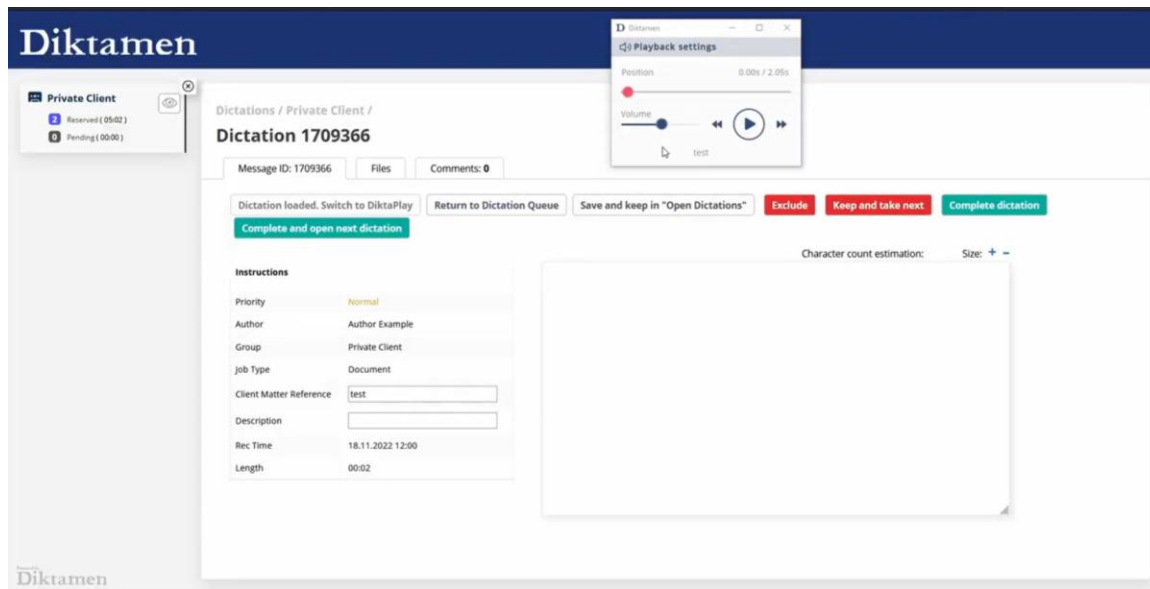 Diktamen
D Diktamen
Playback settings
Position 0.00s / 2.05s
Volume
test
Private Client
2 Reserved ( 05:02 )
0 Pending ( 00:00 )
Dictations / Private Client /
Dictation 1709366
Message ID: 1709366 Files Comments: 0
Dictation loaded. Switch to DiktaPlay Return to Dictation Queue Save and keep in "Open Dictations" Exclude Keep and take next Complete dictation
Complete and open next dictation
Character count estimation: Size: + −
Instructions
Priority Normal
Author Author Example
Group Private Client
Job Type Document
Client Matter Reference test
Description
Rec Time 18.11.2022 12:00
Length 00:02
Diktamen